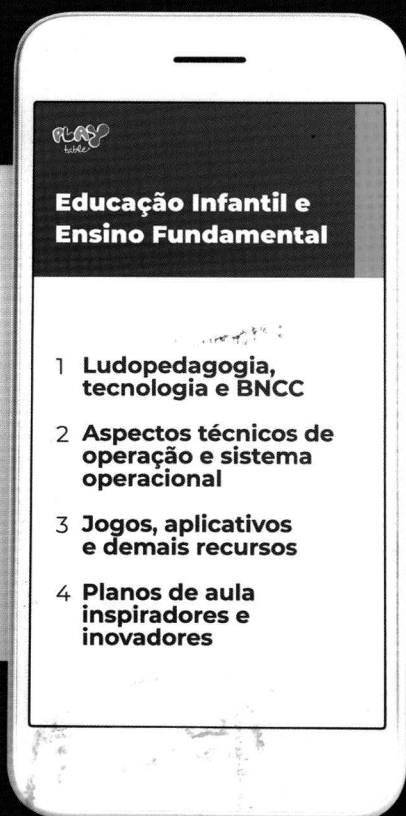 PLAY
table
Educação Infantil e
Ensino Fundamental
1 Ludopedagogia,
tecnologia e BNCC
2 Aspectos técnicos de
operação e sistema
operacional
3 Jogos, aplicativos
e demais recursos
4 Planos de aula
inspiradores e
inovadores